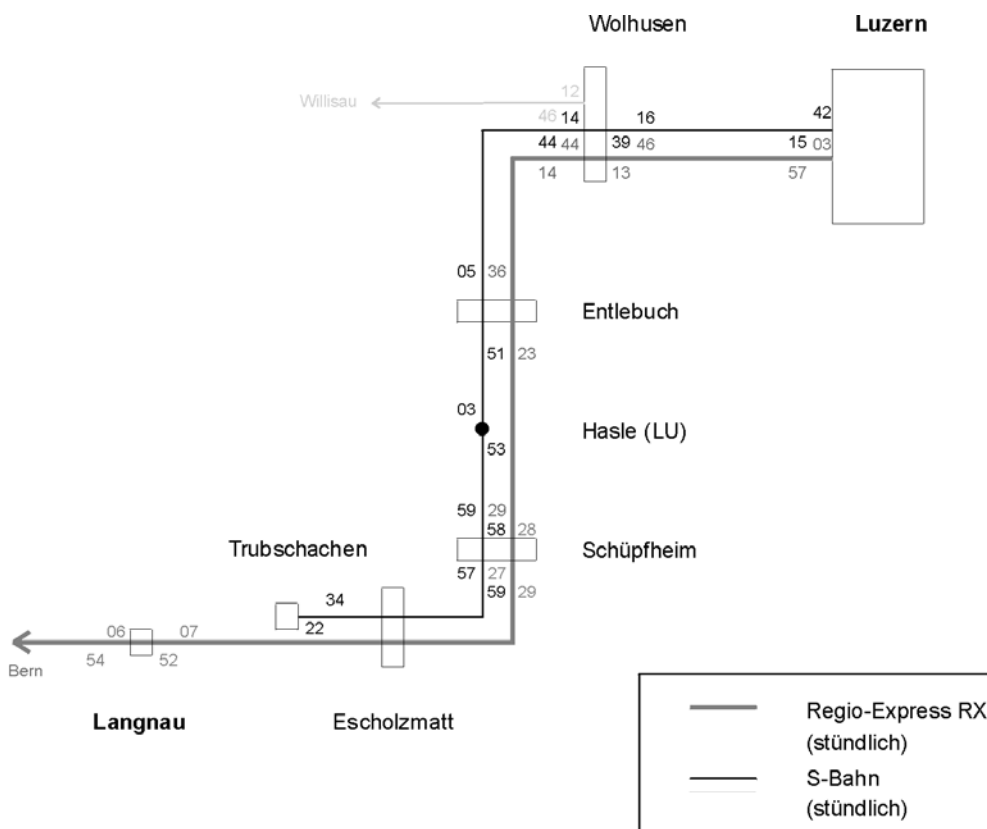 Wolhusen Luzern
Willisau 12
46 14 16 42
44 44 39 46 15 03
14 13 57
05 36
Entlebuch
51 23
03
Hasle (LU)
53
59 29
58 28
Trubschachen Schüpfheim
57 27
34 59 29
22
06 07
54 52
Bern
Langnau Escholzmatt
Regio-Express RX
(stündlich)
S-Bahn
(stündlich)